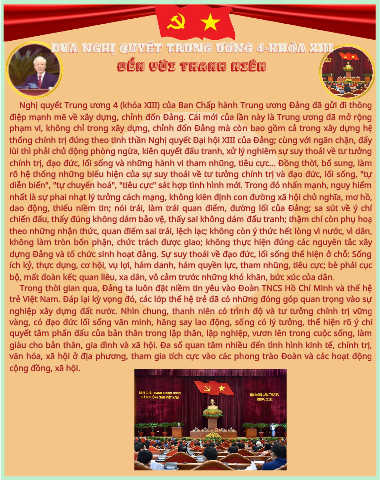 ĐƯA NGHỊ QUYẾT TRUNG ƯƠNG 4 KHÓA XIII
ĐẾN VỚI THANH NIÊN
Nghị quyết Trung ương 4 (khóa XIII) của Ban Chấp hành Trung ương Đảng đã gửi đi thông
điệp mạnh mẽ về xây dựng, chỉnh đốn Đảng. Cái mới của lần này là Trung ương đã mở rộng
phạm vi, không chỉ trong xây dựng, chỉnh đốn Đảng mà còn bao gồm cả trong xây dựng hệ
thống chính trị đúng theo tinh thần Nghị quyết Đại hội XIII của Đảng; cùng với ngăn chặn, đẩy
lùi thì phải chủ động phòng ngừa, kiên quyết đấu tranh, xử lý nghiêm sự suy thoái về tư tưởng
chính trị, đạo đức, lối sống và những hành vi tham nhũng, tiêu cực... Đồng thời, bổ sung, làm
rõ hệ thống những biểu hiện của sự suy thoái về tư tưởng chính trị và đạo đức, lối sống, "tự
diễn biến", "tự chuyển hoá", "tiêu cực" sát hợp tình hình mới. Trong đó nhấn mạnh, nguy hiểm
nhất là sự phai nhạt lý tưởng cách mạng, không kiên định con đường xã hội chủ nghĩa, mơ hồ,
dao động, thiếu niềm tin; nói trái, làm trái quan điểm, đường lối của Đảng; sa sút về ý chí
chiến đấu, thấy đúng không dám bảo vệ, thấy sai không dám đấu tranh; thậm chí còn phụ hoạ
theo những nhận thức, quan điểm sai trái, lệch lạc; không còn ý thức hết lòng vì nước, vì dân,
không làm tròn bổn phận, chức trách được giao; không thực hiện đúng các nguyên tắc xây
dựng Đảng và tổ chức sinh hoạt đảng. Sự suy thoái về đạo đức, lối sống thể hiện ở chỗ: Sống
ích kỷ, thực dụng, cơ hội, vụ lợi, hám danh, hám quyền lực, tham nhũng, tiêu cực; bè phái cục
bộ, mất đoàn kết; quan liêu, xa dân, vô cảm trước những khó khăn, bức xúc của dân.
Trong thời gian qua, Đảng ta luôn đặt niềm tin yêu vào Đoàn TNCS Hồ Chí Minh và thế hệ
trẻ Việt Nam. Đáp lại kỳ vọng đó, các lớp thế hệ trẻ đã có những đóng góp quan trọng vào sự
nghiệp xây dựng đất nước. Nhìn chung, thanh niên có trình độ và tư tưởng chính trị vững
vàng, có đạo đức lối sống văn minh, hăng say lao động, sống có lý tưởng, thể hiện rõ ý chí
quyết tâm phấn đấu của bản thân trong lập thân, lập nghiệp, vươn lên trong cuộc sống, làm
giàu cho bản thân, gia đình và xã hội. Đa số quan tâm nhiều đến tình hình kinh tế, chính trị,
văn hóa, xã hội ở địa phương, tham gia tích cực vào các phong trào Đoàn và các hoạt động
cộng đồng, xã hội.